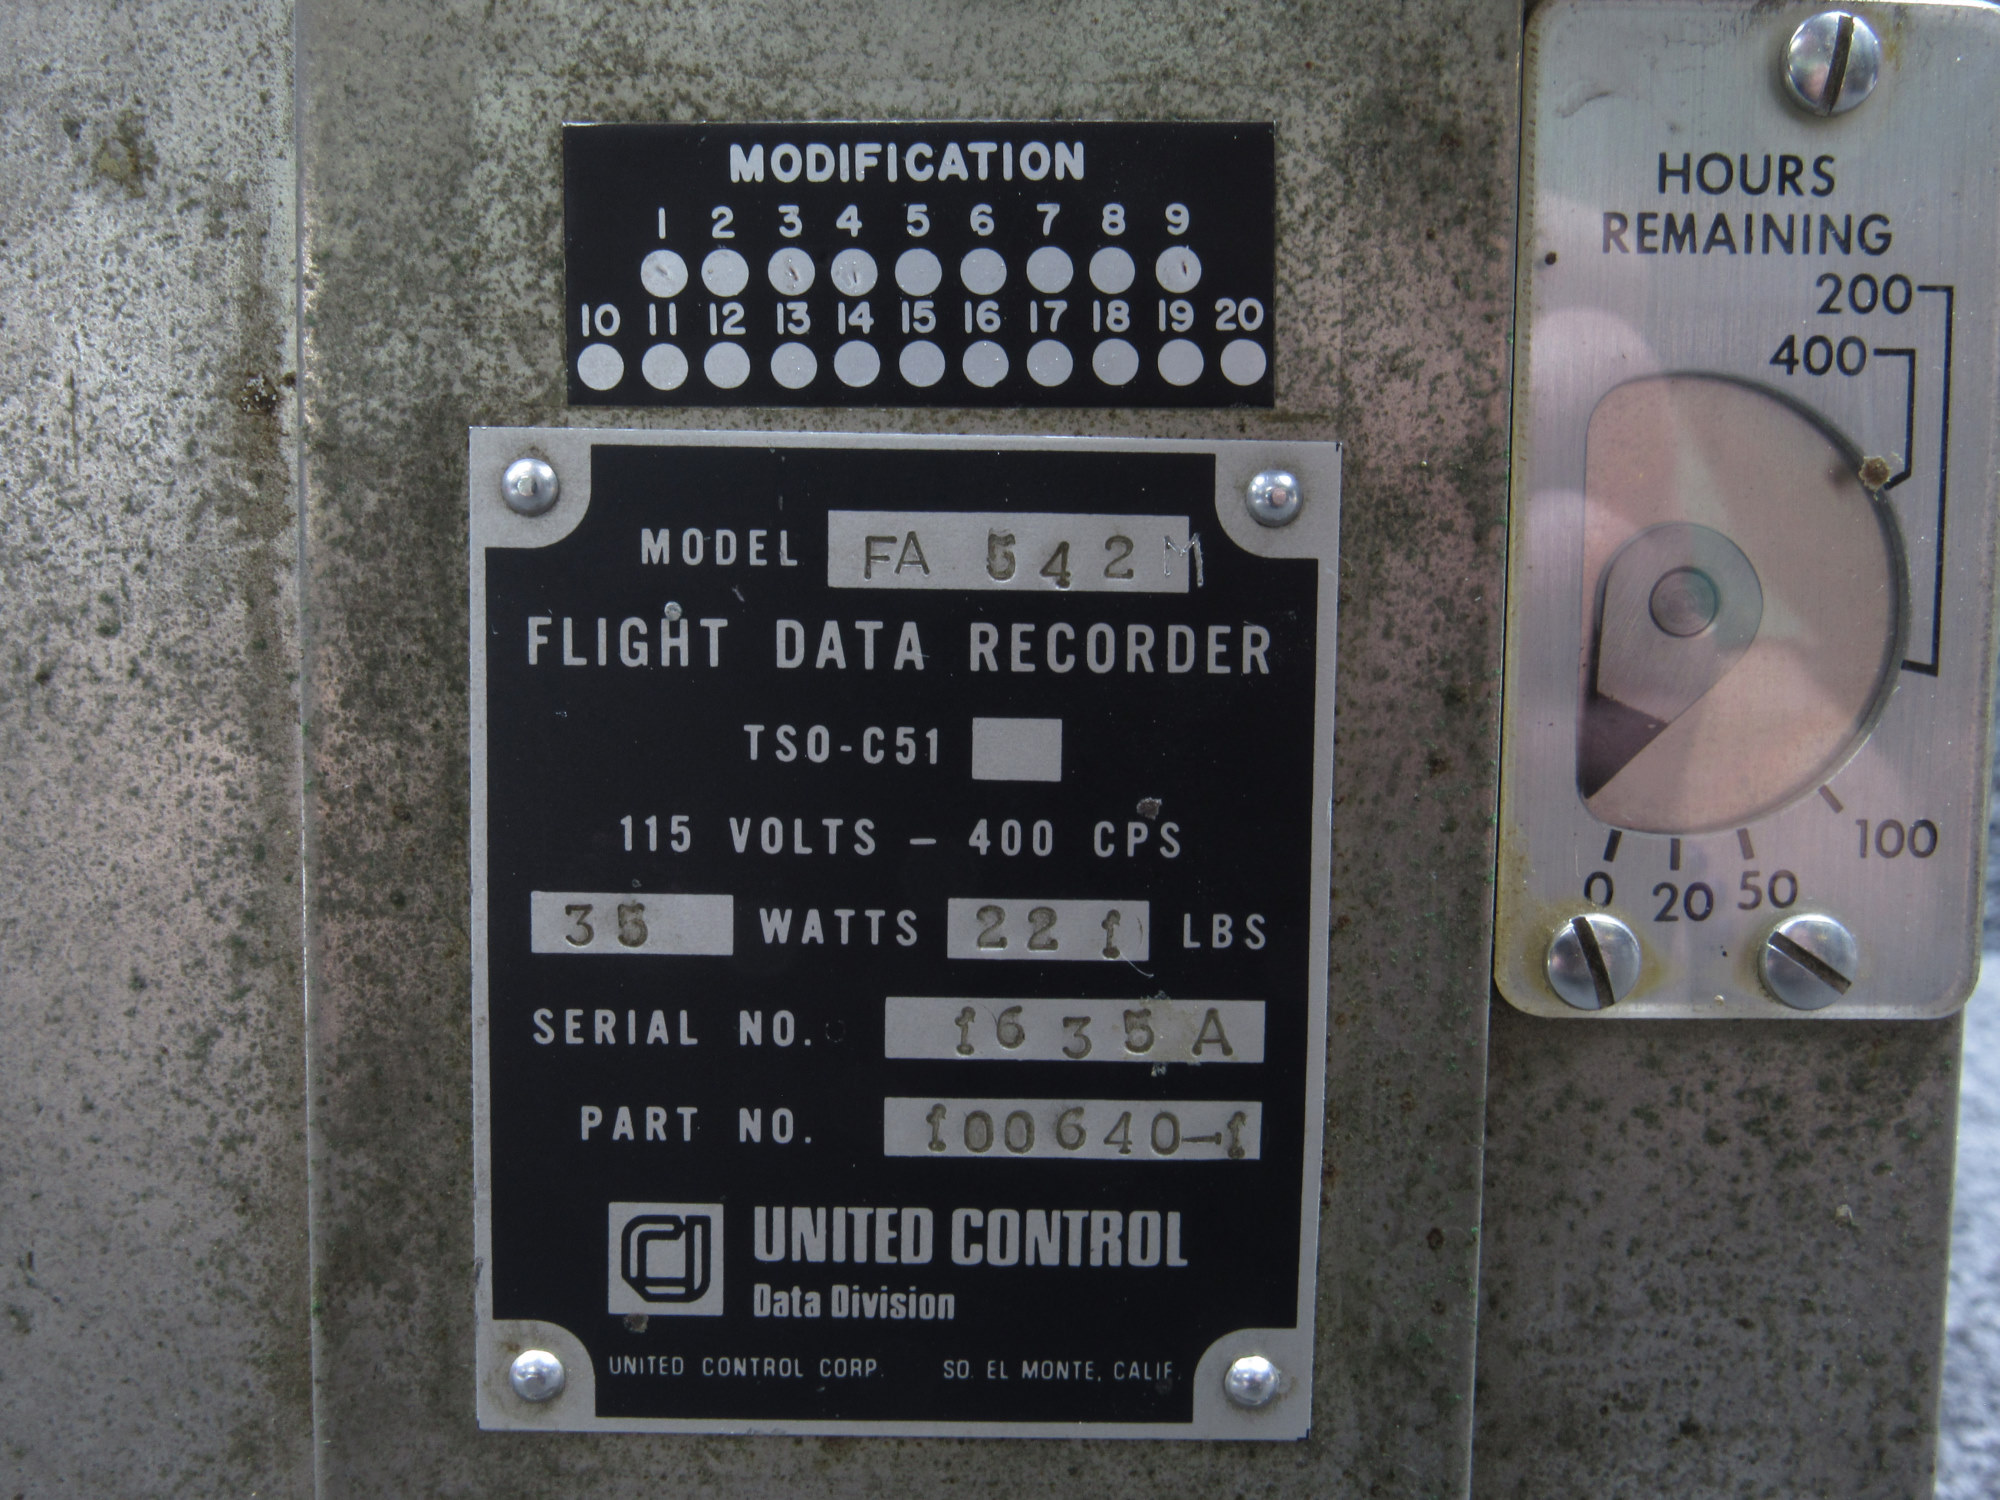 MODIFICATION
1 2 3 4 5 6 7 8 9
10 11 12 13 14 15 16 17 18 19 20
MODEL FA 542M
FLIGHT DATA RECORDER
TSO-C51
115 VOLTS - 400 CPS
35 WATTS 22 1 LBS
SERIAL NO. 1635A
PART NO. 100640-1
UNITED CONTROL
Data Division
UNITED CONTROL CORP. SO. EL MONTE, CALIF.
HOURS
REMAINING
200
400
100
0 20 50